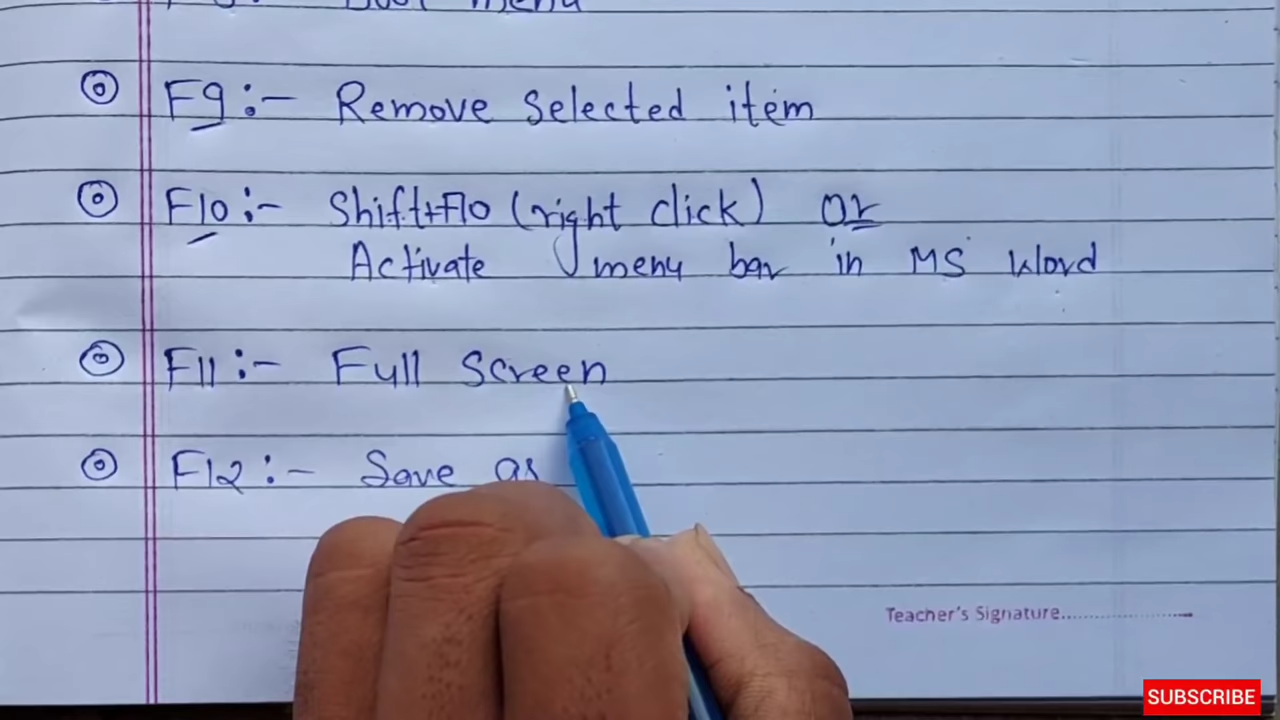 menu
F9:- Remove Selected item
F10:- Shift+F10 (right click) Or
Activate menu bar in MS Word
F11:- Full Screen
F12:- Save as
Teacher's Signature
SUBSCRIBE